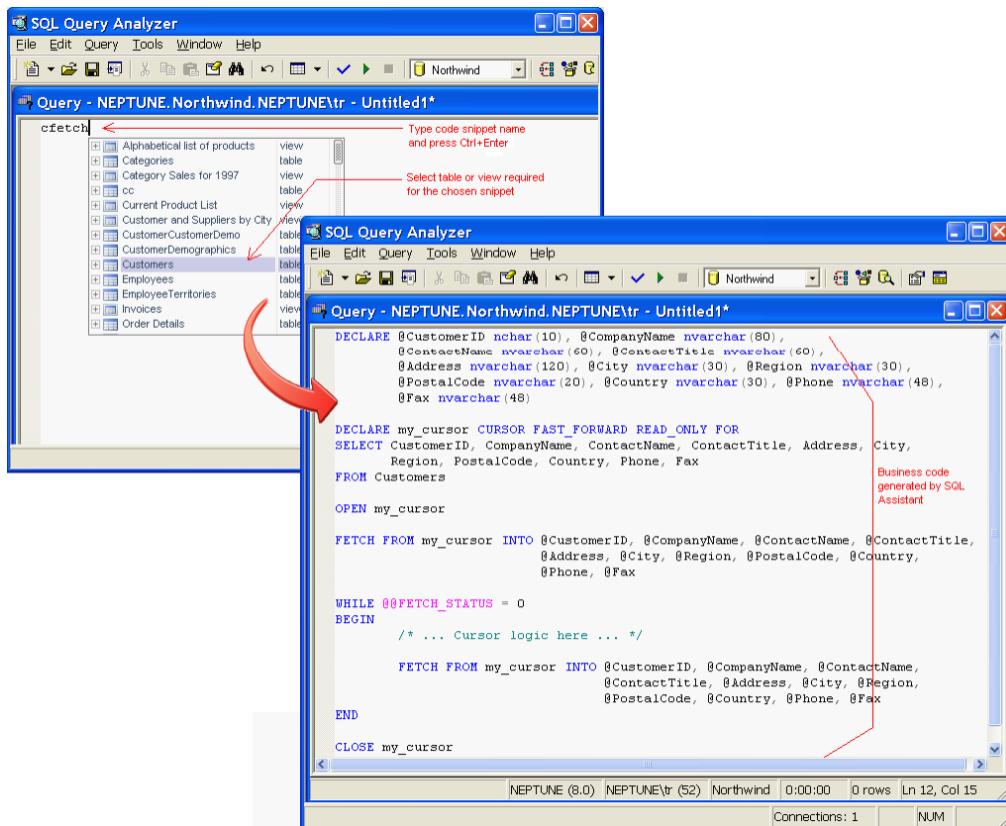 SQL Query Analyzer
File Edit Query Tools Window Help
Northwind
Query - NEPTUNE.Northwind.NEPTUNE\tr - Untitled1*
cfetch
Type code snippet name
and press Ctrl+Enter
Alphabetical list of products view
Categories table
Category Sales for 1997 view
cc table
Current Product List view
Customer and Suppliers by City view
CustomerCustomerDemo table
CustomerDemographics table
Customers table
Employees table
EmployeeTerritories table
Invoices view
Order Details table
Select table or view required
for the chosen snippet
SQL Query Analyzer
File Edit Query Tools Window Help
Northwind
Query - NEPTUNE.Northwind.NEPTUNE\tr - Untitled1*
DECLARE @CustomerID nchar(10), @CompanyName nvarchar(80),
@ContactName nvarchar(60), @ContactTitle nvarchar(60),
@Address nvarchar(120), @City nvarchar(30), @Region nvarchar(30),
@PostalCode nvarchar(20), @Country nvarchar(30), @Phone nvarchar(48),
@Fax nvarchar(48)
DECLARE my_cursor CURSOR FAST_FORWARD READ_ONLY FOR
SELECT CustomerID, CompanyName, ContactName, ContactTitle, Address, City,
Region, PostalCode, Country, Phone, Fax
FROM Customers
OPEN my_cursor
FETCH FROM my_cursor INTO @CustomerID, @CompanyName, @ContactName, @ContactTitle,
@Address, @City, @Region, @PostalCode, @Country,
@Phone, @Fax
WHILE @@FETCH_STATUS = 0
BEGIN
/* ... Cursor logic here ... */
FETCH FROM my_cursor INTO @CustomerID, @CompanyName, @ContactName,
@ContactTitle, @Address, @City, @Region,
@PostalCode, @Country, @Phone, @Fax
END
CLOSE my_cursor
Business code
generated by SQL
Assistant
NEPTUNE (8.0) NEPTUNE\tr (52) Northwind 0:00:00 0 rows Ln 12, Col 15
Connections: 1 NUM